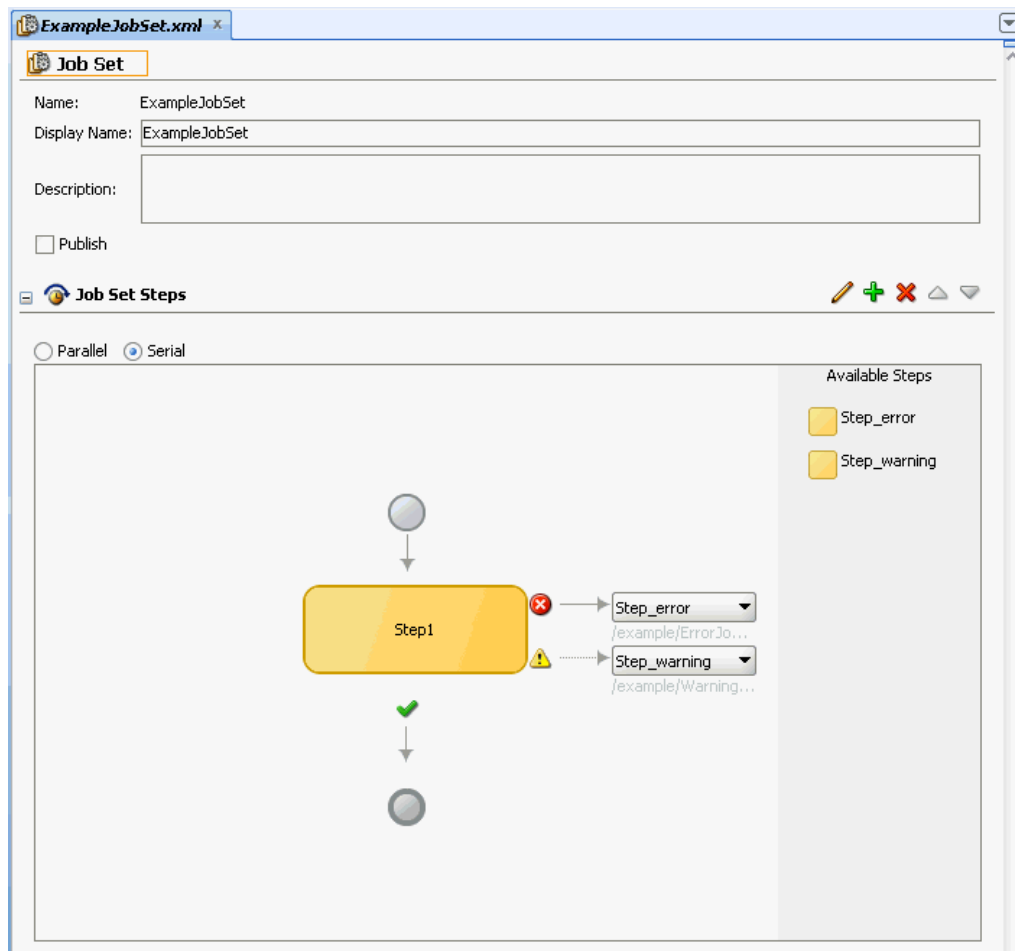 ExampleJobSet.xml
Job Set
Name: ExampleJobSet
Display Name: ExampleJobSet
Description:
Publish
Job Set Steps
Parallel Serial
Available Steps
Step_error
Step_warning
Step1
Step_error
/example/ErrorJo...
Step_warning
/example/Warning...